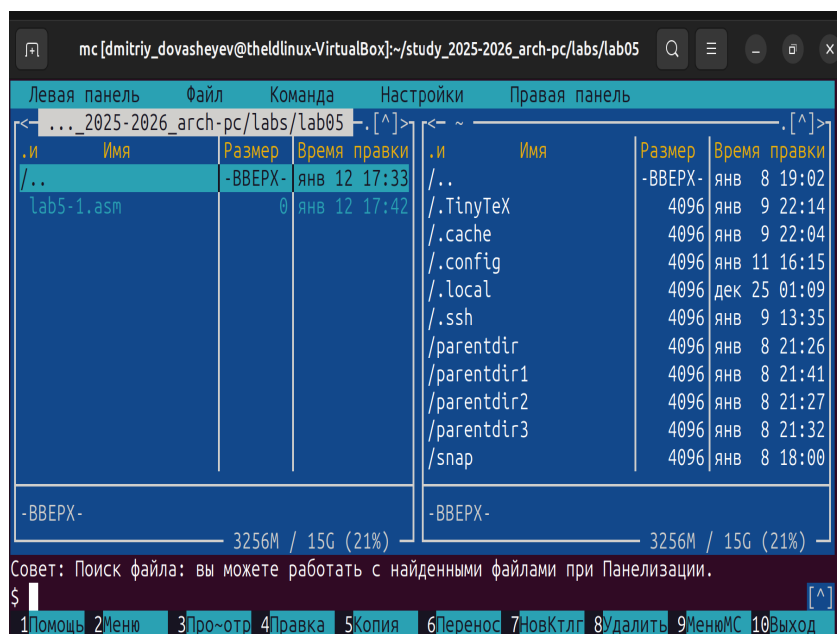 mc [dmitriy_dovasheyev@theldlinux-VirtualBox]:~/study_2025-2026_arch-pc/labs/lab05
Левая панель Файл Команда Настройки Правая панель
<- ..._2025-2026_arch-pc/labs/lab05 -.[^]> <- ~ .[^]>
.и Имя Размер Время правки .и Имя Размер Время правки
/.. -ВВЕРХ- янв 12 17:33 /.. -ВВЕРХ- янв 8 19:02
lab5-1.asm 0 янв 12 17:42 /.TinyTeX 4096 янв 9 22:14
/.cache 4096 янв 9 22:04
/.config 4096 янв 11 16:15
/.local 4096 дек 25 01:09
/.ssh 4096 янв 9 13:35
/parentdir 4096 янв 8 21:26
/parentdir1 4096 янв 8 21:41
/parentdir2 4096 янв 8 21:27
/parentdir3 4096 янв 8 21:32
/snap 4096 янв 8 18:00
-ВВЕРХ- -ВВЕРХ-
3256M / 15G (21%) 3256M / 15G (21%)
Совет: Поиск файла: вы можете работать с найденными файлами при Панелизации.
$ [^]
1Помощь 2Меню 3Про~отр 4Правка 5Копия 6Перенос 7НовКтлг 8Удалить 9МенюMC 10Выход